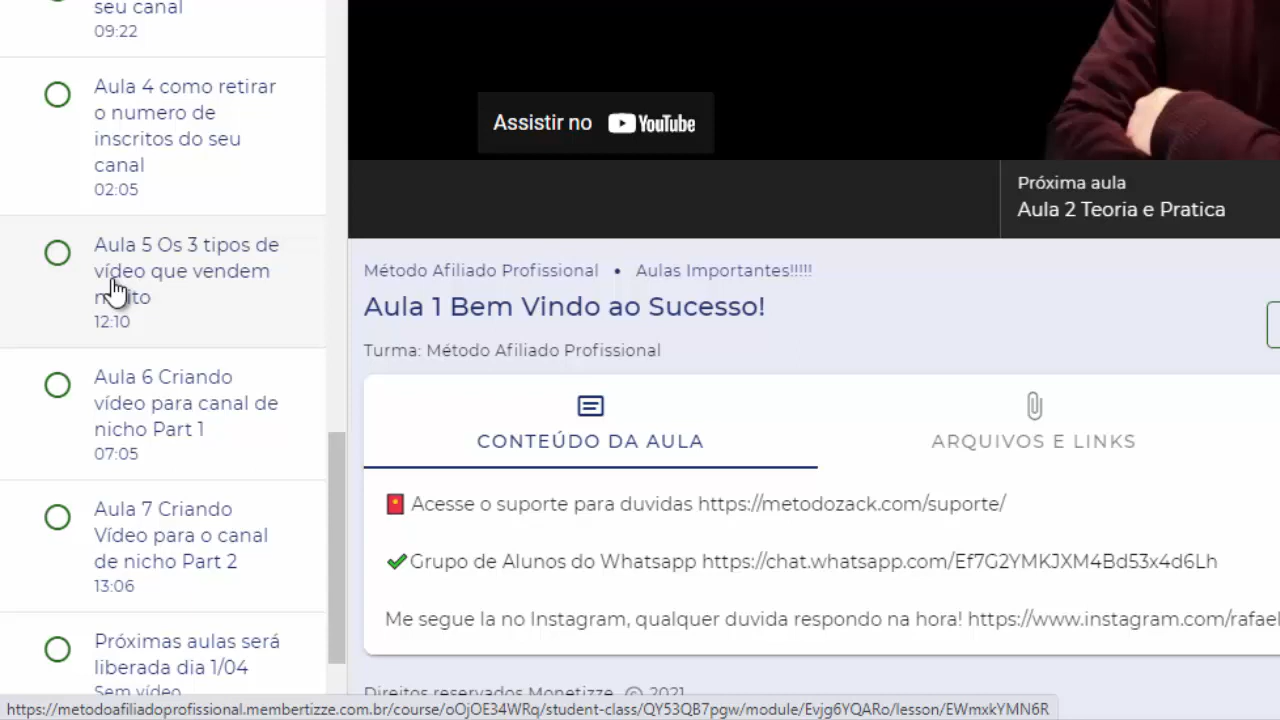 seu canal
09:22
Aula 4 como retirar
o numero de
inscritos do seu
canal
02:05
Aula 5 Os 3 tipos de
vídeo que vendem
12:10
Aula 6 Criando
vídeo para canal de
nicho Part 1
07:05
Aula 7 Criando
Vídeo para o canal
de nicho Part 2
13:06
Próximas aulas será
liberada dia 1/04
Sem vídeo
Assistir no YouTube
Próxima aula
Aula 2 Teoria e Pratica
Método Afiliado Profissional • Aulas Importantes!!!!!
Aula 1 Bem Vindo ao Sucesso!
Turma: Método Afiliado Profissional
CONTEÚDO DA AULA
ARQUIVOS E LINKS
Acesse o suporte para duvidas https://metodozack.com/suporte/
Grupo de Alunos do Whatsapp https://chat.whatsapp.com/Ef7G2YMKJXM4Bd53x4d6Lh
Me segue la no Instagram, qualquer duvida respondo na hora! https://www.instagram.com/rafael
Direitos reservados Monetizze © 2021
https://metodoafiliadoprofissional.membertizze.com.br/course/oOjOE34WRq/student-class/QY53QB7pgw/module/Evjg6YQARo/lesson/EWmxkYMN6R